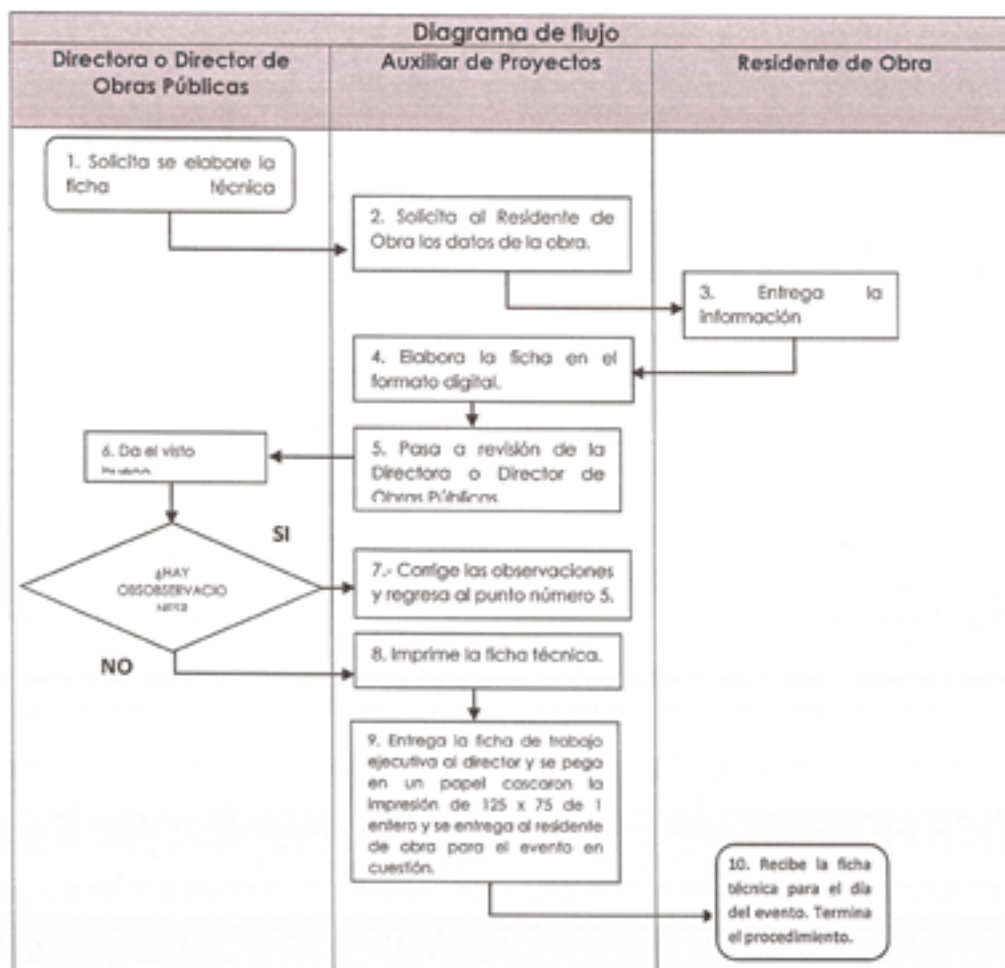 Diagrama de flujo
Directora o Director de
Obras Públicas
Auxiliar de Proyectos
Residente de Obra
1. Solicita se elabore la
ficha técnica
2. Solicita al Residente de
Obra los datos de la obra.
3. Entrega la
información
4. Elabora la ficha en el
formato digital.
5. Pasa a revisión de la
Directora o Director de
Obras Públicas
6. Da el visto
SI
¿HAY
OBSOBSERVACIO
7.- Corrige las observaciones
y regresa al punto número 5.
NO
8. Imprime la ficha técnica.
9. Entrega la ficha de trabajo
ejecutiva al director y se pega
en un papel cascaron la
impresión de 125 x 75 de 1
entero y se entrega al residente
de obra para el evento en
cuestión.
10. Recibe la ficha
técnica para el día
del evento. Termina
el procedimiento.